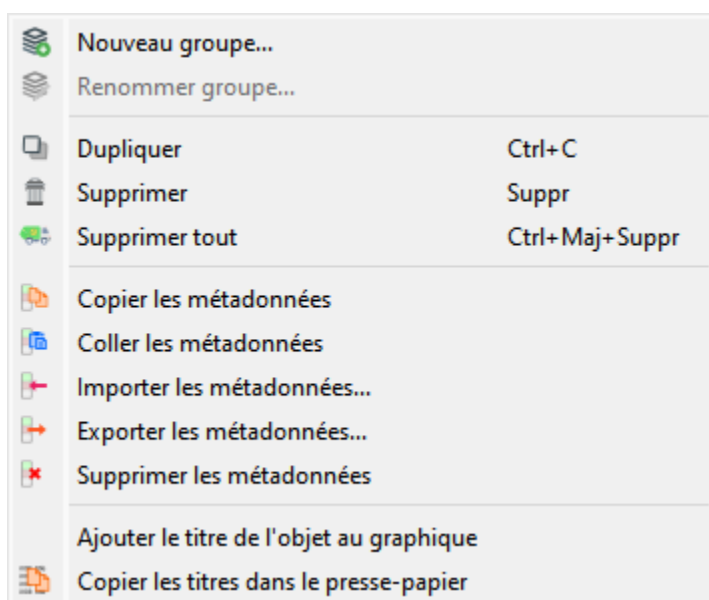 Nouveau groupe...
Renommer groupe...
Dupliquer Ctrl+C
Supprimer Suppr
Supprimer tout Ctrl+Maj+Suppr
Copier les métadonnées
Coller les métadonnées
Importer les métadonnées...
Exporter les métadonnées...
Supprimer les métadonnées
Ajouter le titre de l'objet au graphique
Copier les titres dans le presse-papier